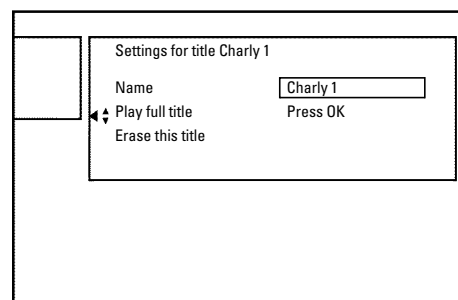 Settings for title Charly 1
Name Charly 1
Play full title Press OK
Erase this title